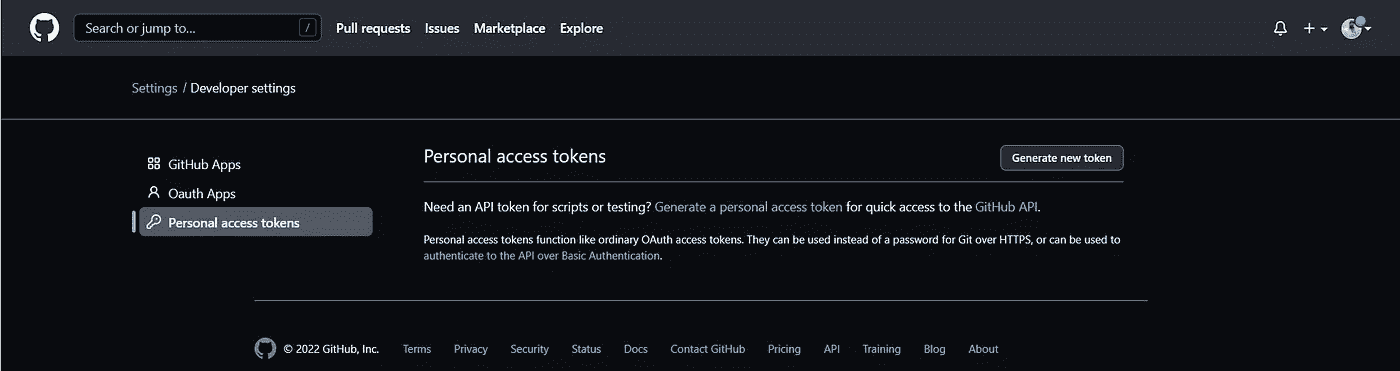 Search or jump to... /
Pull requests Issues Marketplace Explore
Settings / Developer settings
GitHub Apps
Oauth Apps
Personal access tokens
Personal access tokens
Generate new token
Need an API token for scripts or testing? Generate a personal access token for quick access to the GitHub API.
Personal access tokens function like ordinary OAuth access tokens. They can be used instead of a password for Git over HTTPS, or can be used to
authenticate to the API over Basic Authentication.
© 2022 GitHub, Inc. Terms Privacy Security Status Docs Contact GitHub Pricing API Training Blog About